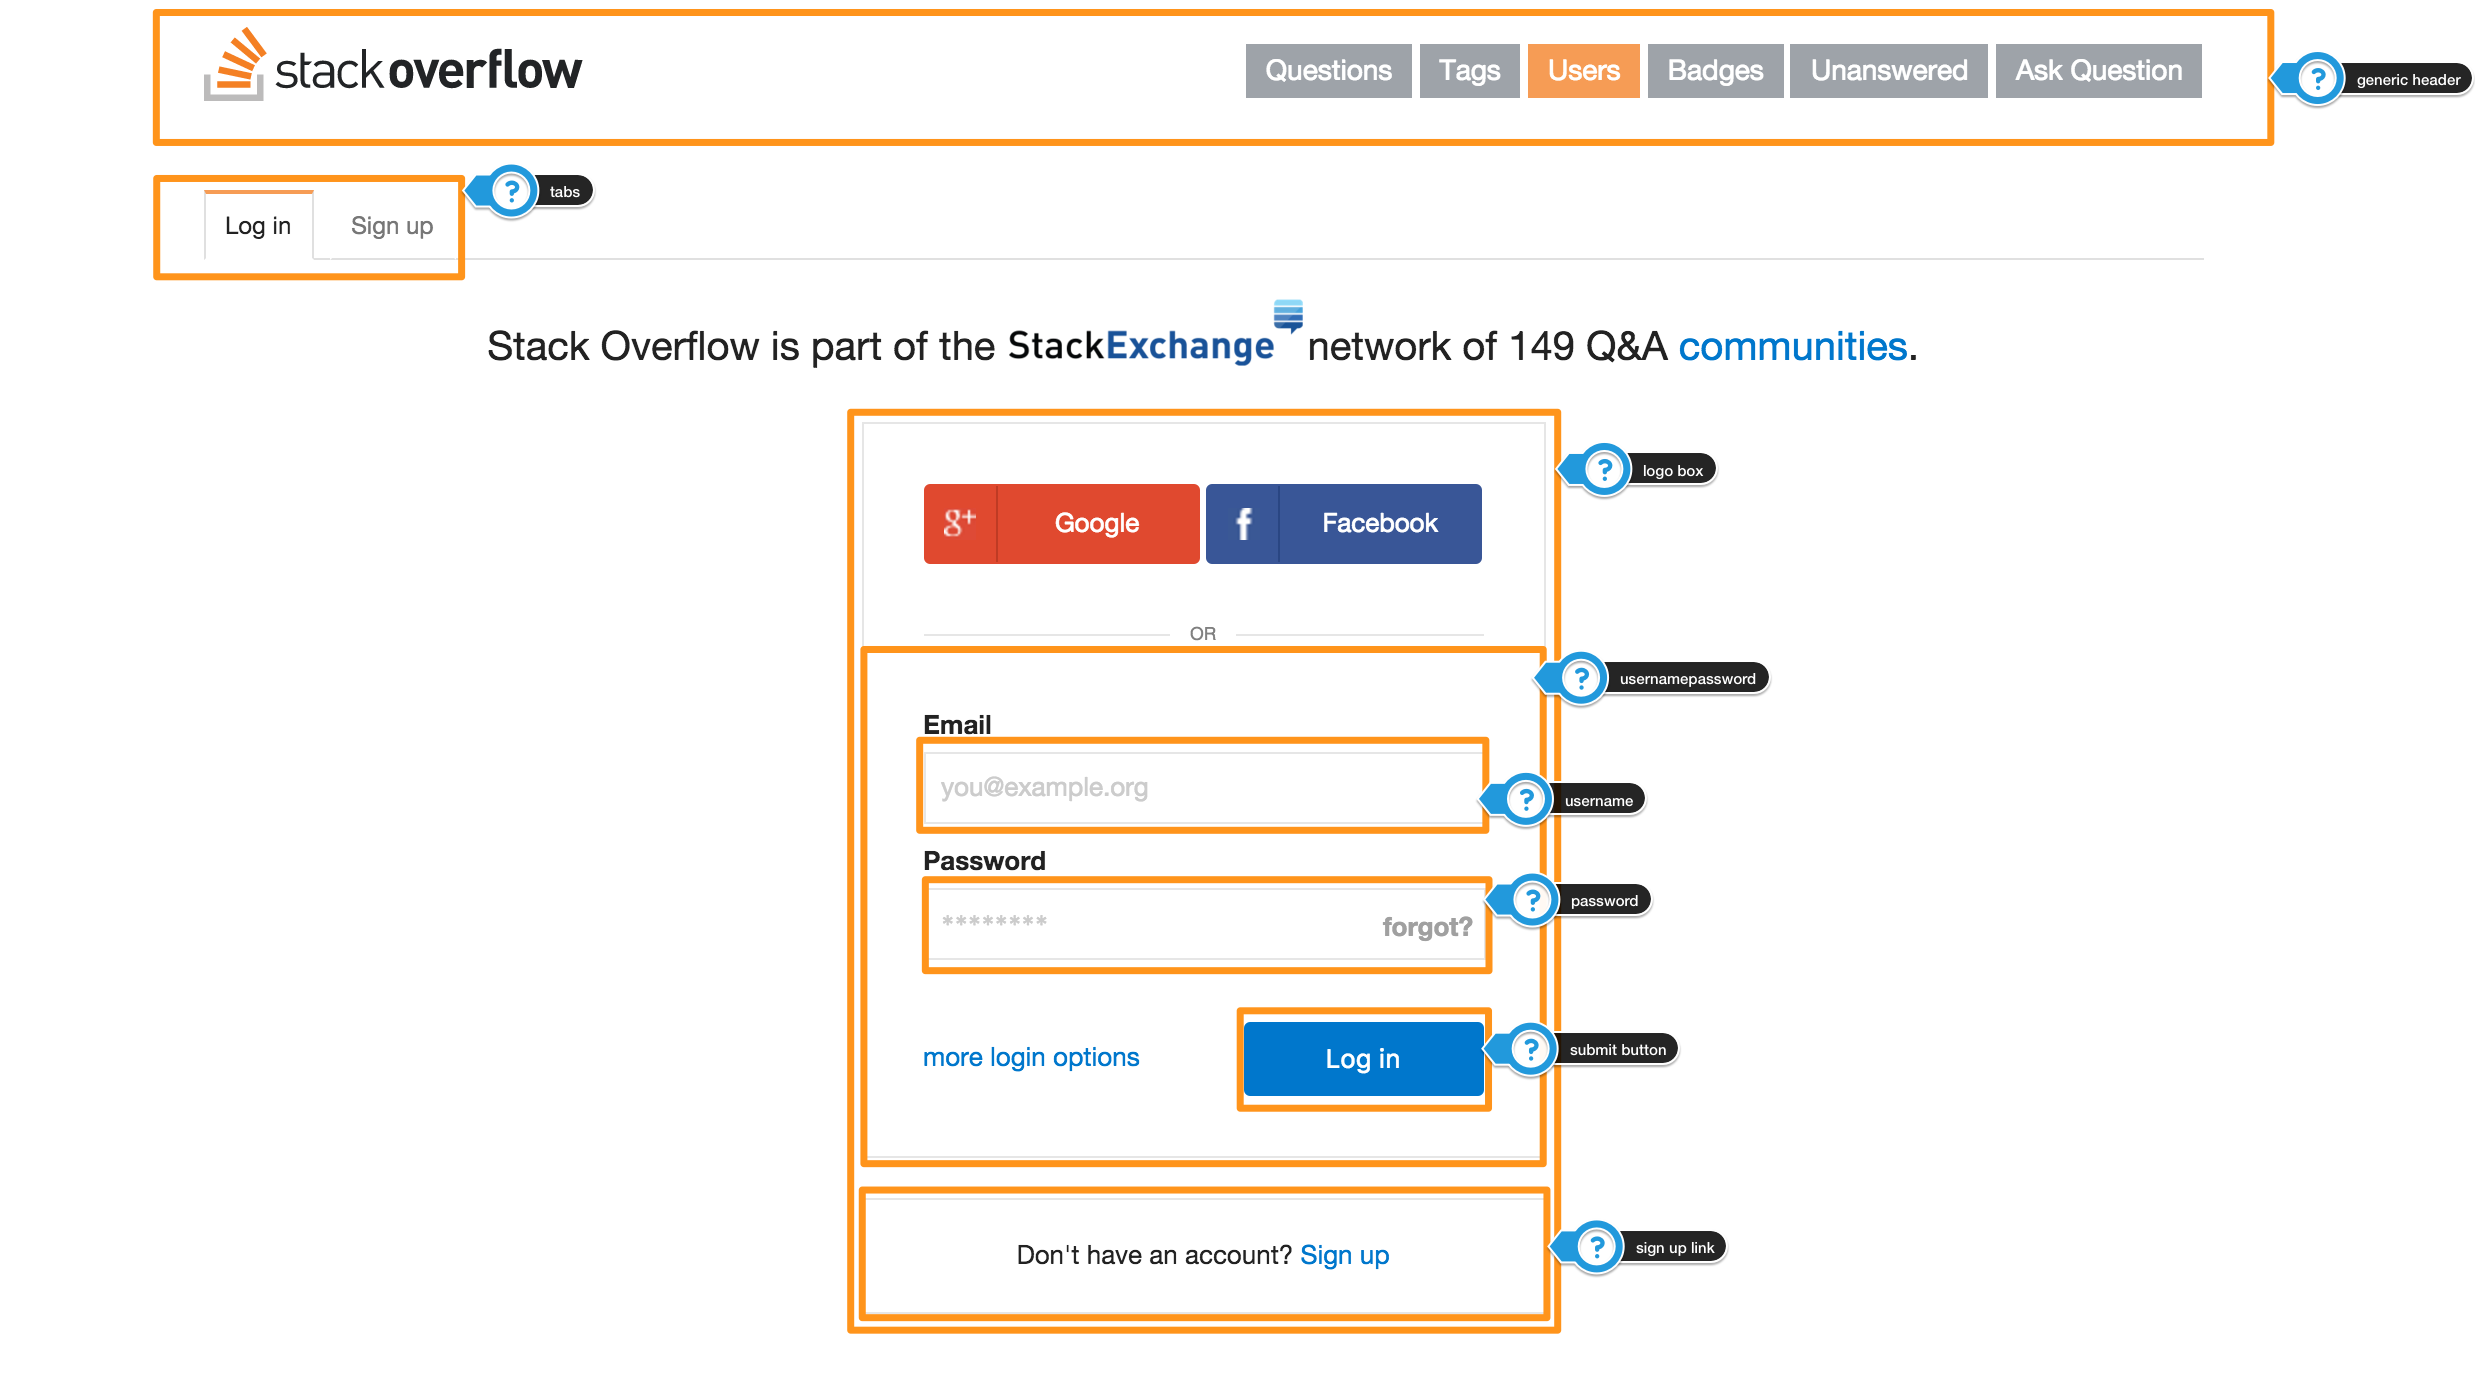 stackoverflow
Questions Tags Users Badges Unanswered Ask Question
? generic header
? tabs
Log in Sign up
Stack Overflow is part of the StackExchange network of 149 Q&A communities.
? logo box
g+ Google f Facebook
OR
? usernamepassword
Email
you@example.org
? username
Password
******** forgot?
? password
more login options Log in
? submit button
Don't have an account? Sign up
? sign up link